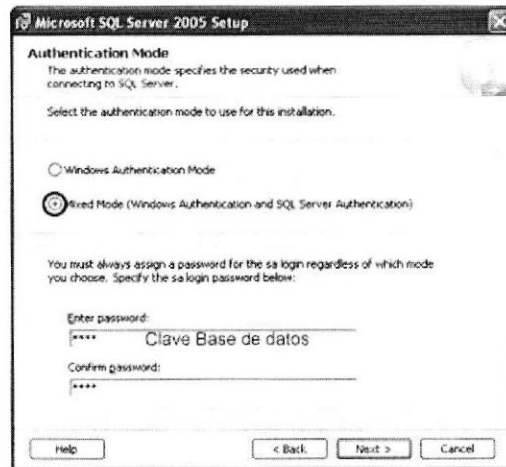 Microsoft SQL Server 2005 Setup
Authentication Mode
The authentication mode specifies the security used when
connecting to SQL Server.
Select the authentication mode to use for this installation.
Windows Authentication Mode
Mixed Mode (Windows Authentication and SQL Server Authentication)
You must always assign a password for the sa login regardless of which mode
you choose. Specify the sa login password below:
Enter password:
**** Clave Base de datos
Confirm password:
****
Help < Back Next > Cancel